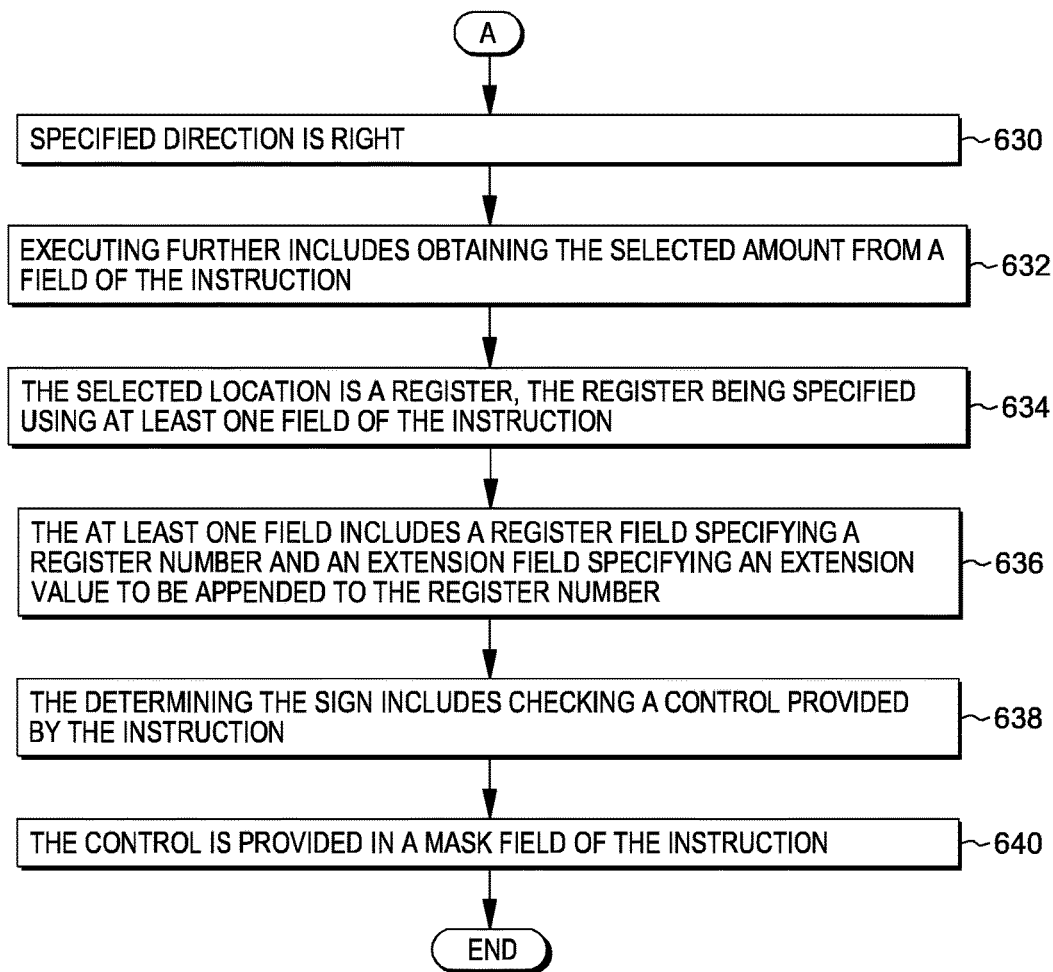 A
SPECIFIED DIRECTION IS RIGHT
630
EXECUTING FURTHER INCLUDES OBTAINING THE SELECTED AMOUNT FROM A
FIELD OF THE INSTRUCTION
632
THE SELECTED LOCATION IS A REGISTER, THE REGISTER BEING SPECIFIED
USING AT LEAST ONE FIELD OF THE INSTRUCTION
634
THE AT LEAST ONE FIELD INCLUDES A REGISTER FIELD SPECIFYING A
REGISTER NUMBER AND AN EXTENSION FIELD SPECIFYING AN EXTENSION
VALUE TO BE APPENDED TO THE REGISTER NUMBER
636
THE DETERMINING THE SIGN INCLUDES CHECKING A CONTROL PROVIDED
BY THE INSTRUCTION
638
THE CONTROL IS PROVIDED IN A MASK FIELD OF THE INSTRUCTION
640
END